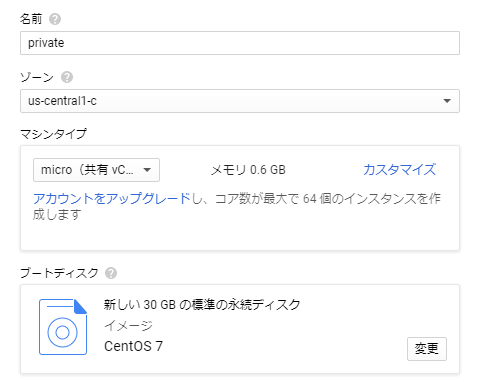 名前
private
ゾーン
us-central1-c
マシンタイプ
micro（共有 vC...
メモリ 0.6 GB
カスタマイズ
アカウントをアップグレードし、コア数が最大で 64 個のインスタンスを作
成します
ブートディスク
新しい 30 GB の標準の永続ディスク
イメージ
CentOS 7
変更